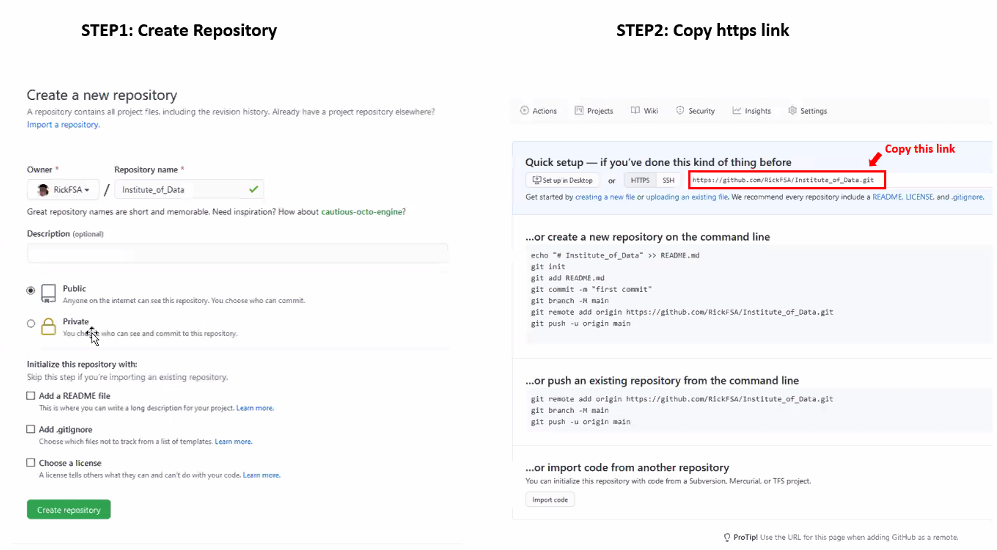 STEP1: Create Repository
Create a new repository
A repository contains all project files, including the revision history. Already have a project repository elsewhere?
Import a repository.
Owner *
Repository name *
RickFSA
/
Institute_of_Data
Great repository names are short and memorable. Need inspiration? How about cautious-octo-engine?
Description (optional)
Public
Anyone on the internet can see this repository. You choose who can commit.
Private
You choose who can see and commit to this repository.
Initialize this repository with:
Skip this step if you're importing an existing repository.
Add a README file
This is where you can write a long description for your project. Learn more.
Add .gitignore
Choose which files not to track from a list of templates. Learn more.
Choose a license
A license tells others what they can and can't do with your code. Learn more.
Create repository
STEP2: Copy https link
Actions Projects Wiki Security Insights Settings
Copy this link
Quick setup — if you've done this kind of thing before
Set up in Desktop or HTTPS SSH https://github.com/RickFSA/Institute_of_Data.git
Get started by creating a new file or uploading an existing file. We recommend every repository include a README, LICENSE, and .gitignore.
...or create a new repository on the command line
echo "# Institute_of_Data" >> README.md
git init
git add README.md
git commit -m "first commit"
git branch -M main
git remote add origin https://github.com/RickFSA/Institute_of_Data.git
git push -u origin main
...or push an existing repository from the command line
git remote add origin https://github.com/RickFSA/Institute_of_Data.git
git branch -M main
git push -u origin main
...or import code from another repository
You can initialize this repository with code from a Subversion, Mercurial, or TFS project.
Import code
ProTip! Use the URL for this page when adding GitHub as a remote.